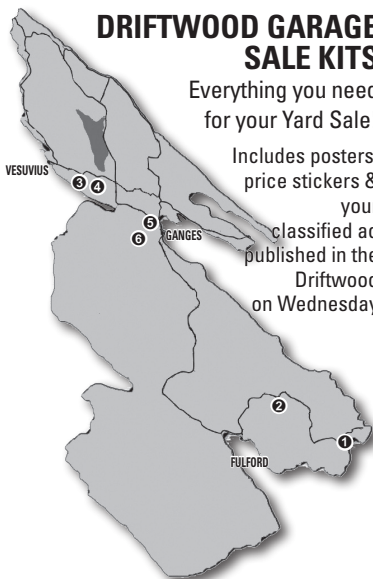 DRIFTWOOD GARAGE
SALE KITS
Everything you need
for your Yard Sale
Includes posters
price stickers &
you
classified ad
published in the
Driftwood
on Wednesday
VESUVIUS
3 4
5
6
GANGES
2
1
FULFORD